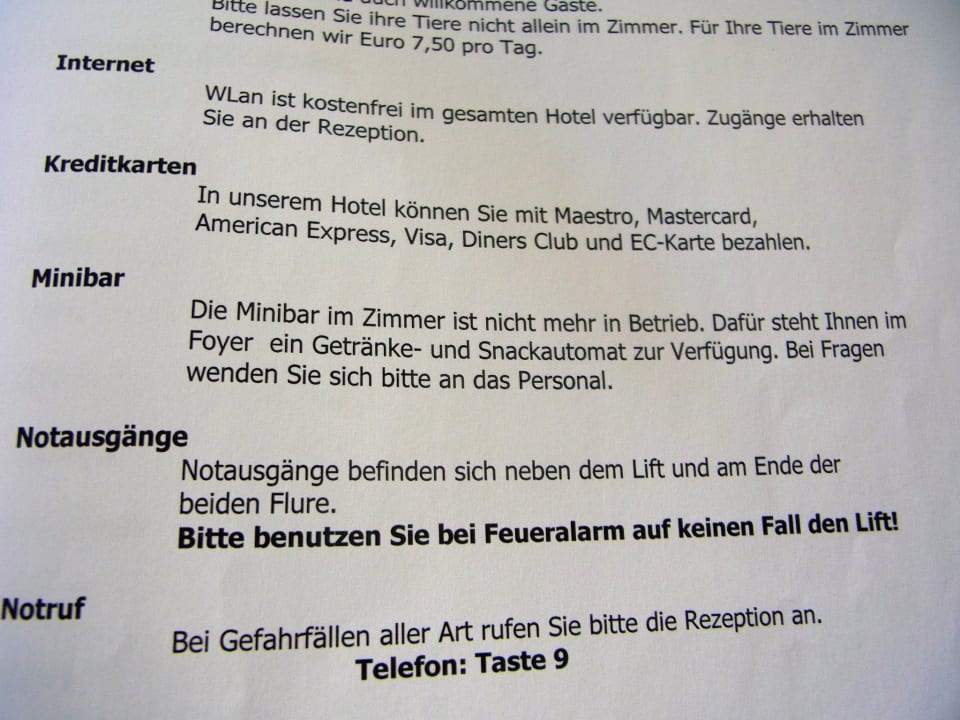 auch willkommene Gäste.
Bitte lassen Sie ihre Tiere nicht allein im Zimmer. Für Ihre Tiere im Zimmer
berechnen wir Euro 7,50 pro Tag.
Internet
WLan ist kostenfrei im gesamten Hotel verfügbar. Zugänge erhalten
Sie an der Rezeption.
Kreditkarten
In unserem Hotel können Sie mit Maestro, Mastercard,
American Express, Visa, Diners Club und EC-Karte bezahlen.
Minibar
Die Minibar im Zimmer ist nicht mehr in Betrieb. Dafür steht Ihnen im
Foyer ein Getränke- und Snackautomat zur Verfügung. Bei Fragen
wenden Sie sich bitte an das Personal.
Notausgänge
Notausgänge befinden sich neben dem Lift und am Ende der
beiden Flure.
Bitte benutzen Sie bei Feueralarm auf keinen Fall den Lift!
Notruf
Bei Gefahrfällen aller Art rufen Sie bitte die Rezeption an.
Telefon: Taste 9